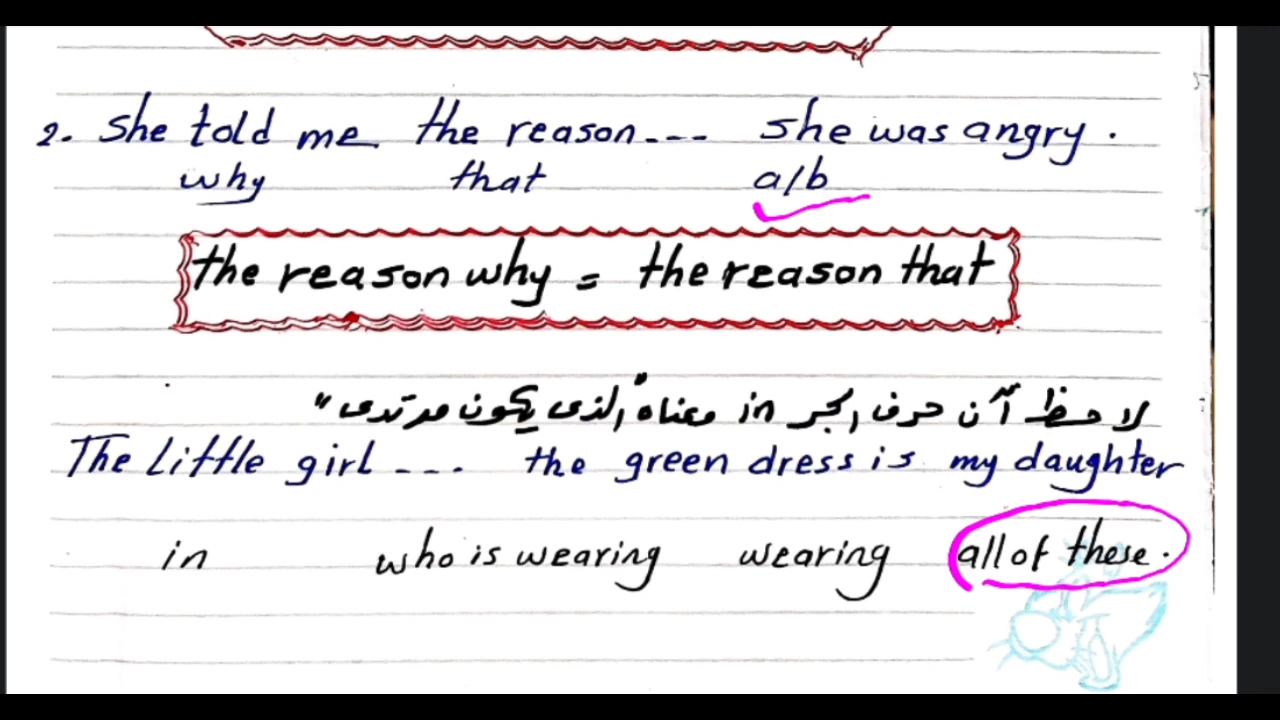 2. She told me the reason... she was angry.
why that a/b
the reason why = the reason that
لاحظ أن حرف الجر in معناه "الذى يكون مرتدى"
The little girl ... the green dress is my daughter
in who is wearing wearing all of these.